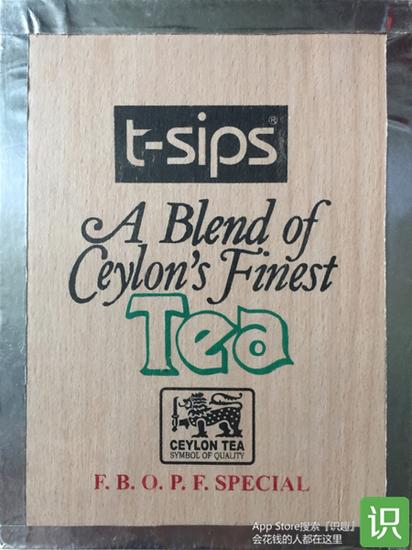 t-sips®
A Blend of
Ceylon's Finest
Tea
CEYLON TEA
SYMBOL OF QUALITY
F. B. O. P. F. SPECIAL
识
App Store搜索『识趣』
会花钱的人都在这里